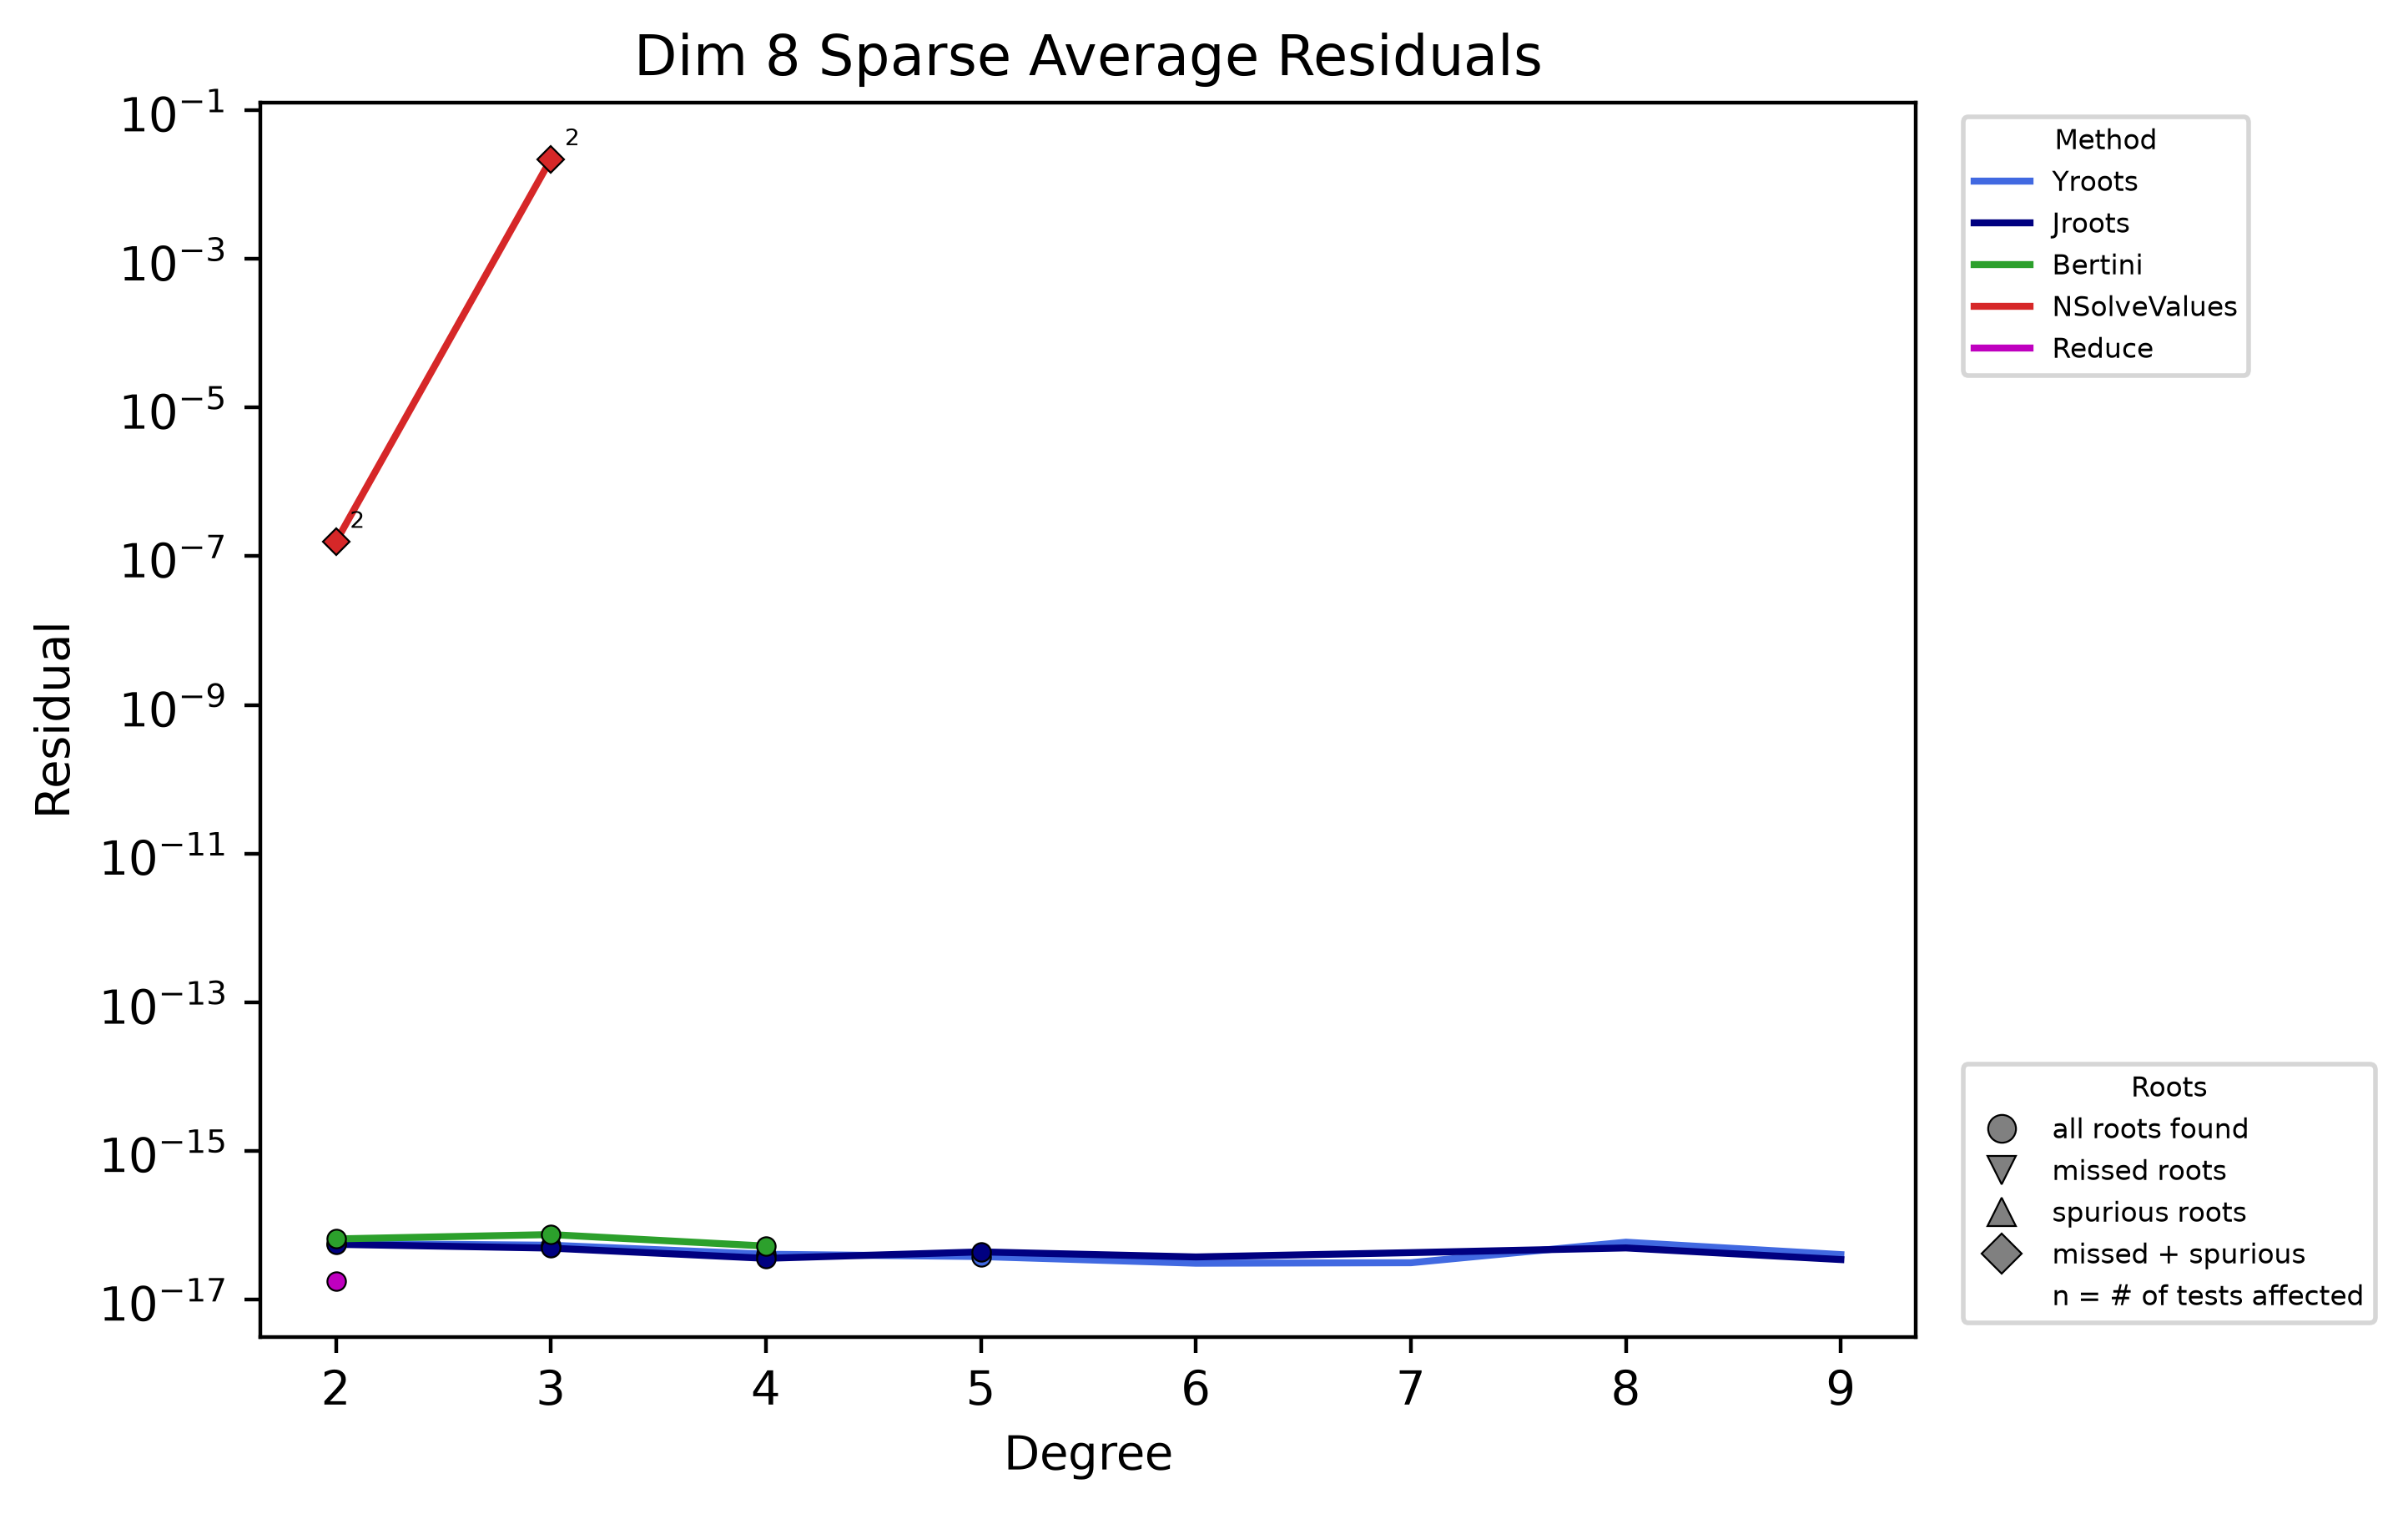 Dim 8 Sparse Average Residuals
Residual
10⁻¹
10⁻³
10⁻⁵
10⁻⁷
10⁻⁹
10⁻¹¹
10⁻¹³
10⁻¹⁵
10⁻¹⁷
2
2
2 3 4 5 6 7 8 9
Degree
Method
Yroots
Jroots
Bertini
NSolveValues
Reduce
Roots
all roots found
missed roots
spurious roots
missed + spurious
n = # of tests affected